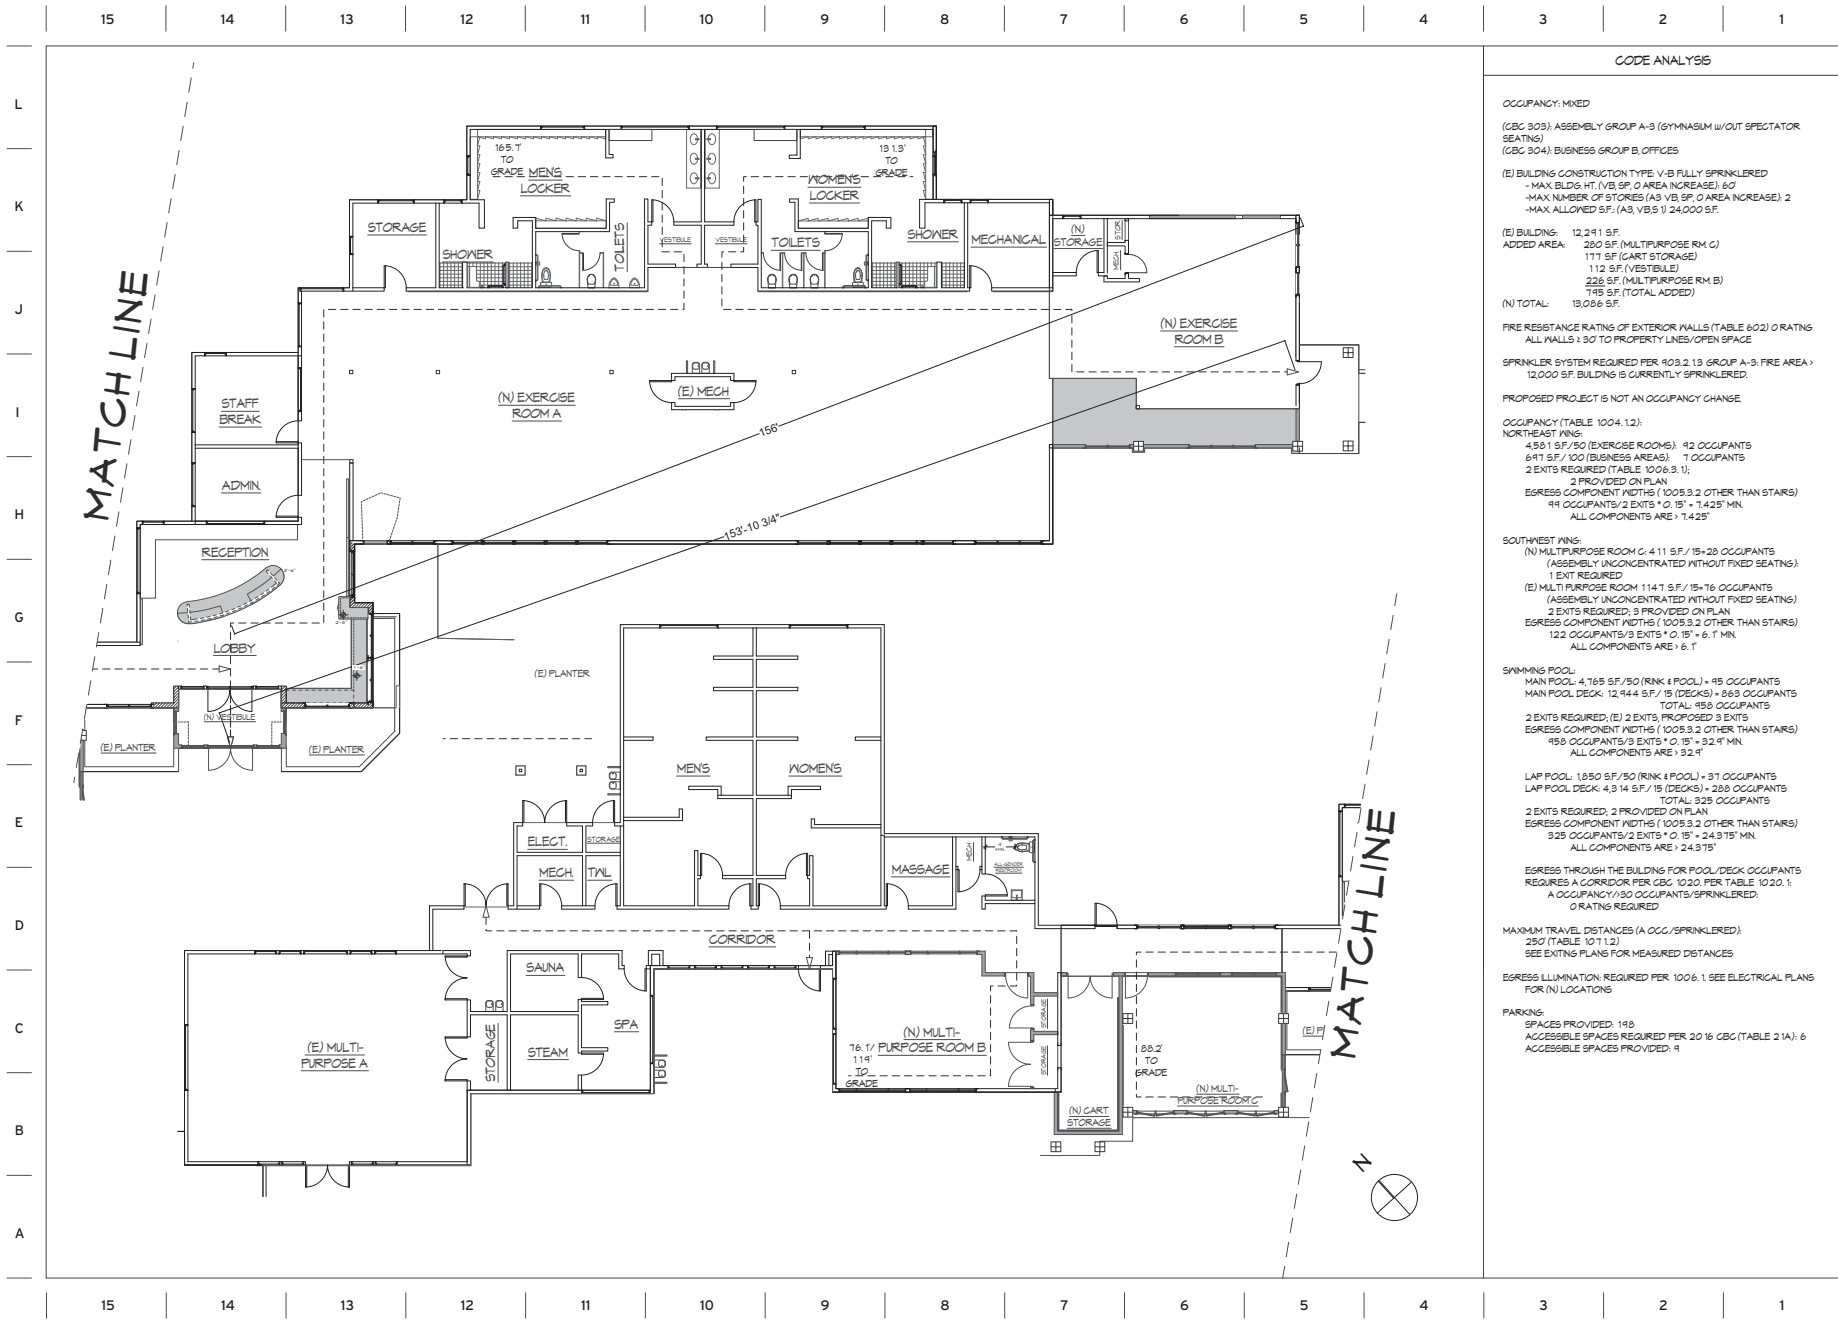 15 14 13 12 11 10 9 8 7 6 5 4 3 2 1
L
K
J
I
H
G
F
E
D
C
B
A
MATCH LINE
165.7'
TO
GRADE
MEN'S
LOCKER
WOMEN'S
LOCKER
131.3'
TO
GRADE
STORAGE
SHOWER
TOILETS
VESTIBULE
VESTIBULE
TOILETS
SHOWER
MECHANICAL
(N)
STORAGE
STOR
MECH
(N) EXERCISE
ROOM B
STAFF
BREAK
(N) EXERCISE
ROOM A
(E) MECH
156'
ADMIN.
153'-10 3/4"
RECEPTION
LOBBY
(N) VESTIBULE
(E) PLANTER
(E) PLANTER
(E) PLANTER
MEN'S
WOMEN'S
ELECT.
STORAGE
MECH.
TWL
MASSAGE
MECH
ALL-GENDER
RESTROOM
CORRIDOR
SAUNA
SPA
STEAM
STORAGE
(E) MULTI-
PURPOSE A
(N) MULTI-
PURPOSE ROOM B
76.1'/
119'
TO
GRADE
STORAGE
STORAGE
(N) CART
STORAGE
88.2'
TO
GRADE
(N) MULTI-
PURPOSE ROOM C
(E) P
MATCH LINE
N
CODE ANALYSIS
OCCUPANCY: MIXED
(CBC 303): ASSEMBLY GROUP A-3 (GYMNASIUM W/OUT SPECTATOR
SEATING)
(CBC 304): BUSINESS GROUP B, OFFICES
(E) BUILDING CONSTRUCTION TYPE: V-B FULLY SPRINKLERED
- MAX. BLDG. HT. (VB, SP, O AREA INCREASE): 60'
-MAX. NUMBER OF STORIES (A3 VB, SP, O AREA INCREASE): 2
-MAX. ALLOWED S.F.: (A3, VB,S1) 24,000 S.F.
(E) BUILDING: 12,291 S.F.
ADDED AREA: 280 S.F. (MULTIPURPOSE RM. C)
177 SF (CART STORAGE)
112 S.F. (VESTIBULE)
226 S.F. (MULTIPURPOSE RM. B)
795 S.F. (TOTAL ADDED)
(N) TOTAL: 13,086 S.F.
FIRE RESISTANCE RATING OF EXTERIOR WALLS (TABLE 602) 0 RATING
ALL WALLS ≥ 30' TO PROPERTY LINES/OPEN SPACE
SPRINKLER SYSTEM REQUIRED PER 903.2.1.3 GROUP A-3: FIRE AREA >
12,000 S.F. BUILDING IS CURRENTLY SPRINKLERED.
PROPOSED PROJECT IS NOT AN OCCUPANCY CHANGE.
OCCUPANCY (TABLE 1004.1.2):
NORTHEAST WING:
4,581 S.F./50 (EXERCISE ROOMS): 92 OCCUPANTS
697 S.F./ 100 (BUSINESS AREAS): 7 OCCUPANTS
2 EXITS REQUIRED (TABLE 1006.3.1);
2 PROVIDED ON PLAN
EGRESS COMPONENT WIDTHS (1005.3.2 OTHER THAN STAIRS)
99 OCCUPANTS/2 EXITS * 0.15" = 7.425" MIN.
ALL COMPONENTS ARE > 7.425"
SOUTHWEST WING:
(N) MULTIPURPOSE ROOM C: 411 S.F./ 15=28 OCCUPANTS
(ASSEMBLY UNCONCENTRATED WITHOUT FIXED SEATING):
1 EXIT REQUIRED
(E) MULTI PURPOSE ROOM 1147 S.F./ 15=76 OCCUPANTS
(ASSEMBLY UNCONCENTRATED WITHOUT FIXED SEATING)
2 EXITS REQUIRED; 3 PROVIDED ON PLAN
EGRESS COMPONENT WIDTHS (1005.3.2 OTHER THAN STAIRS)
122 OCCUPANTS/3 EXITS * 0.15" = 6.1" MIN.
ALL COMPONENTS ARE > 6.1"
SWIMMING POOL:
MAIN POOL: 4,765 S.F./50 (RINK & POOL) = 95 OCCUPANTS
MAIN POOL DECK: 12,944 S.F./ 15 (DECKS) = 863 OCCUPANTS
TOTAL: 958 OCCUPANTS
2 EXITS REQUIRED; (E) 2 EXITS, PROPOSED 3 EXITS
EGRESS COMPONENT WIDTHS (1005.3.2 OTHER THAN STAIRS)
958 OCCUPANTS/3 EXITS * 0.15" = 32.9" MIN.
ALL COMPONENTS ARE > 32.9"
LAP POOL: 1,850 S.F./50 (RINK & POOL) = 37 OCCUPANTS
LAP POOL DECK: 4,314 S.F./ 15 (DECKS) = 288 OCCUPANTS
TOTAL: 325 OCCUPANTS
2 EXITS REQUIRED; 2 PROVIDED ON PLAN
EGRESS COMPONENT WIDTHS (1005.3.2 OTHER THAN STAIRS)
325 OCCUPANTS/2 EXITS * 0.15" = 24.375" MIN.
ALL COMPONENTS ARE > 24.375"
EGRESS THROUGH THE BUILDING FOR POOL/DECK OCCUPANTS
REQUIRES A CORRIDOR PER CBC 1020. PER TABLE 1020.1:
A OCCUPANCY/>30 OCCUPANTS/SPRINKLERED:
0 RATING REQUIRED
MAXIMUM TRAVEL DISTANCES (A OCC./SPRINKLERED):
250' (TABLE 1017.1.2)
SEE EXITING PLANS FOR MEASURED DISTANCES
EGRESS ILLUMINATION: REQUIRED PER 1006.1. SEE ELECTRICAL PLANS
FOR (N) LOCATIONS
PARKING:
SPACES PROVIDED: 198
ACCESSIBLE SPACES REQUIRED PER 2016 CBC (TABLE 21A): 6
ACCESSIBLE SPACES PROVIDED: 9
15 14 13 12 11 10 9 8 7 6 5 4 3 2 1